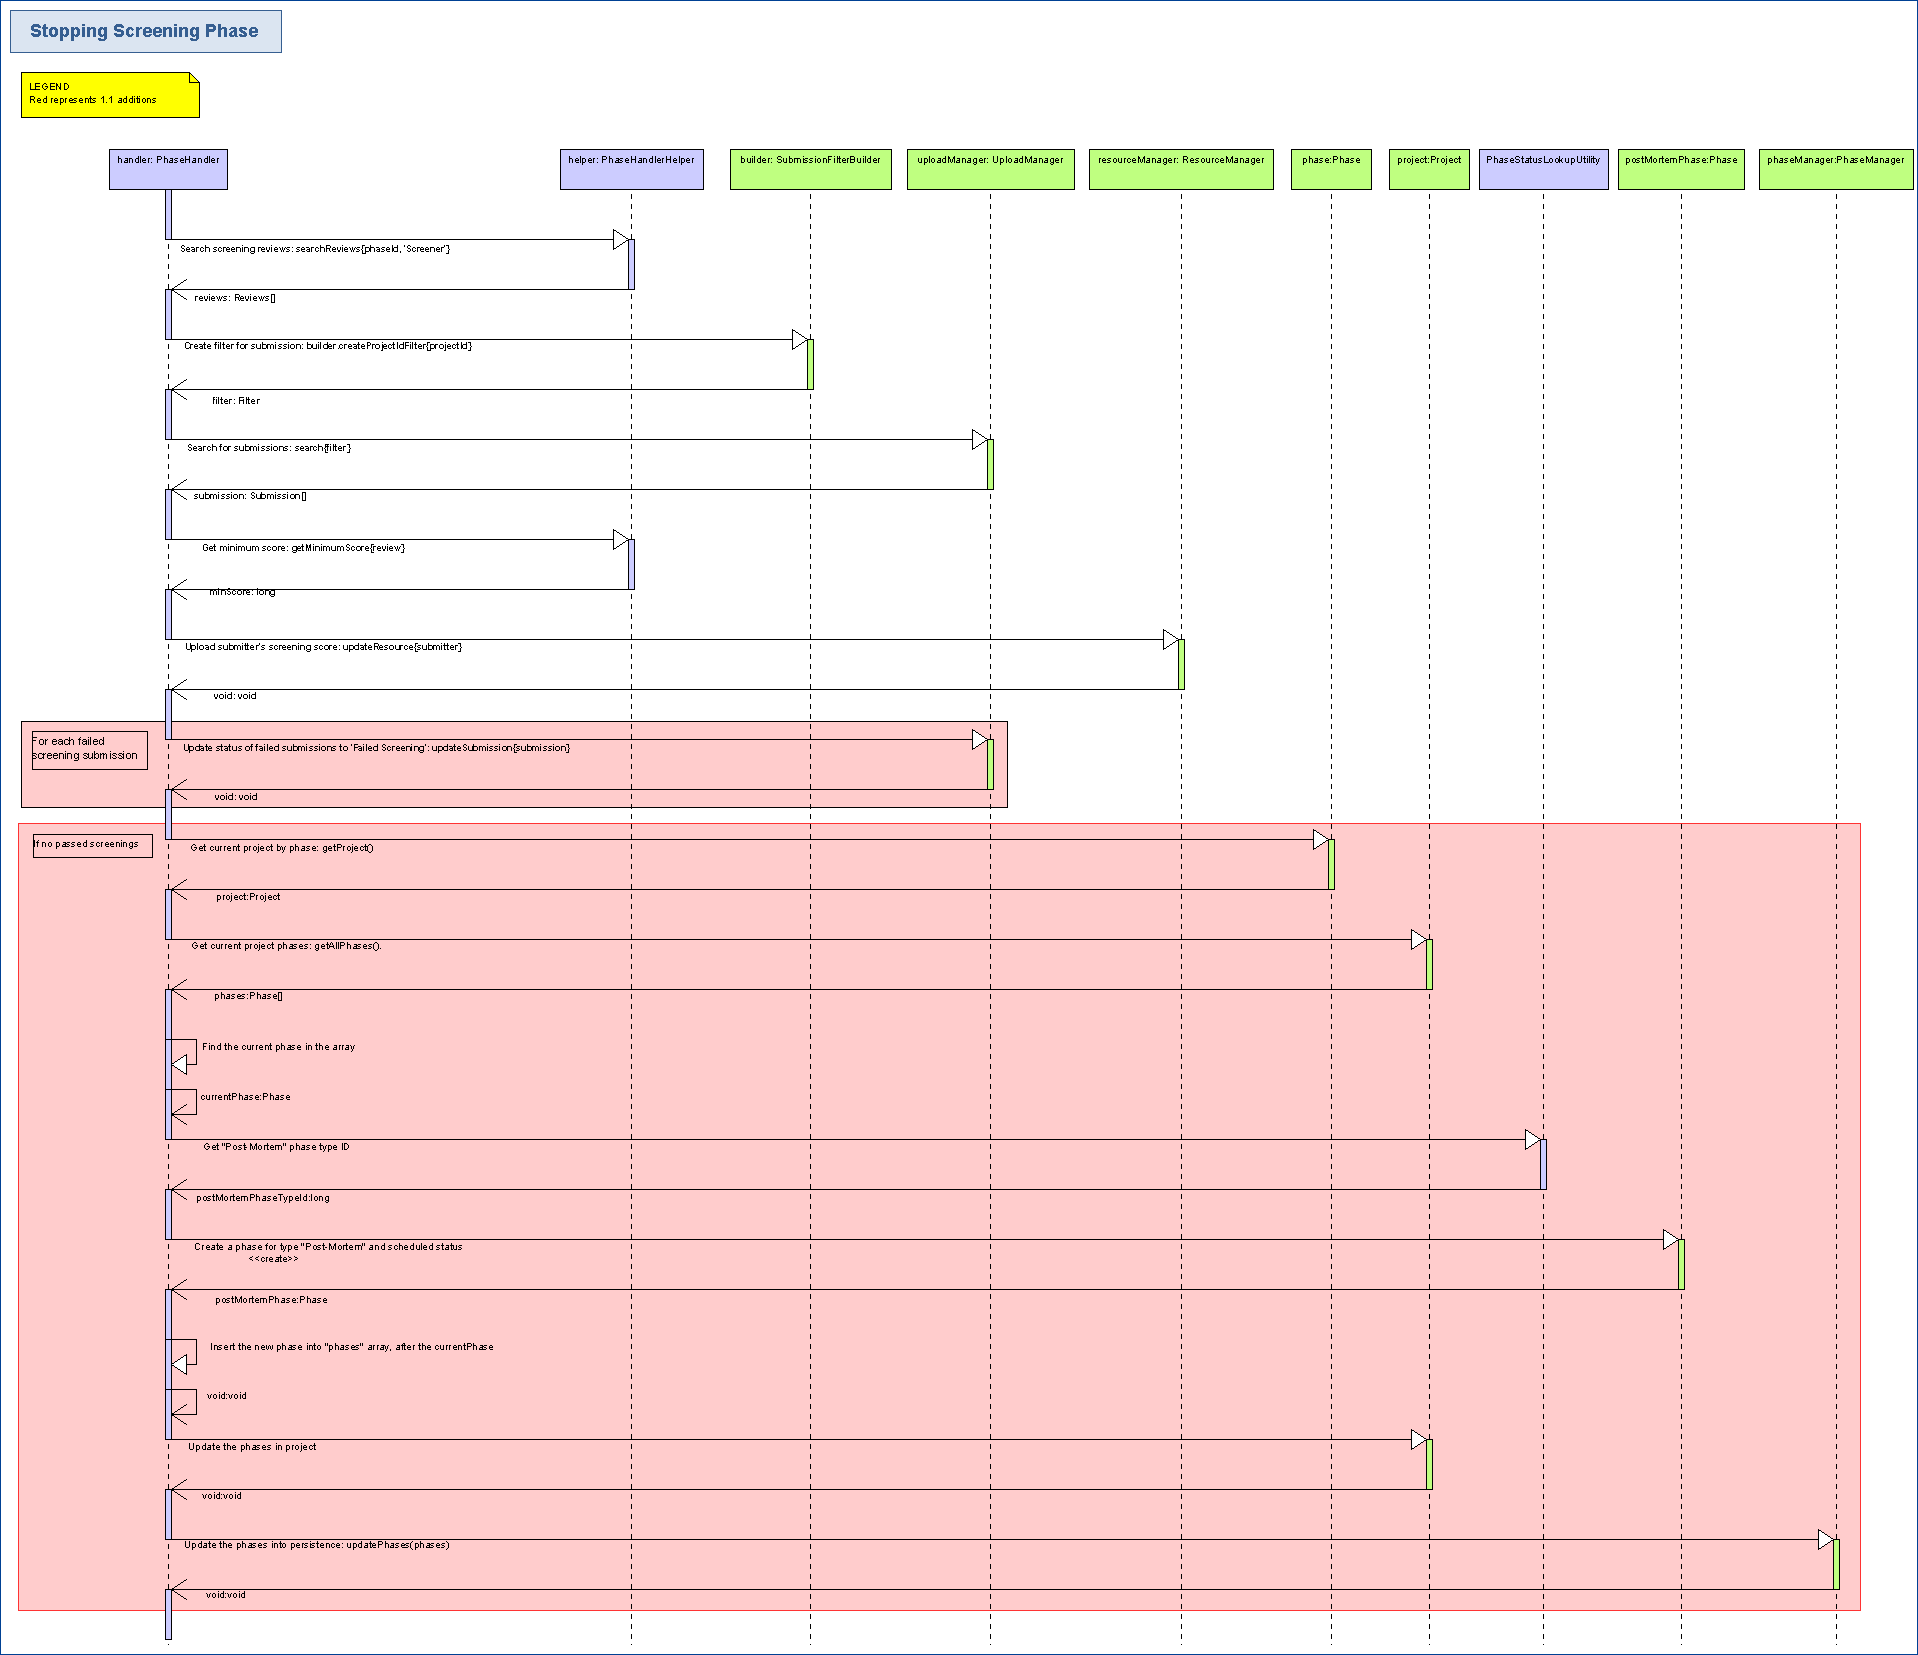 Stopping Screening Phase
LEGEND
Red represents 1.1 additions
handler: PhaseHandler
helper: PhaseHandlerHelper
builder: SubmissionFilterBuilder
uploadManager: UploadManager
resourceManager: ResourceManager
phase:Phase
project:Project
PhaseStatusLookupUtility
postMortemPhase:Phase
phaseManager:PhaseManager
Search screening reviews: searchReviews{phaseId, 'Screener'}
reviews: Reviews[]
Create filter for submission: builder.createProjectIdFilter{projectId}
filter: Filter
Search for submissions: search{filter}
submission: Submission[]
Get minimum score: getMinimumScore{review}
minScore: long
Upload submitter's screening score: updateResource{submitter}
void: void
For each failed
screening submission
Update status of failed submissions to 'Failed Screening': updateSubmission{submission}
void: void
If no passed screenings
Get current project by phase: getProject()
project:Project
Get current project phases: getAllPhases().
phases:Phase[]
Find the current phase in the array
currentPhase:Phase
Get "Post-Mortem" phase type ID
postMortemPhaseTypeId:long
Create a phase for type "Post-Mortem" and scheduled status
<<create>>
postMortemPhase:Phase
Insert the new phase into "phases" array, after the currentPhase
void:void
Update the phases in project
void:void
Update the phases into persistence: updatePhases(phases)
void:void